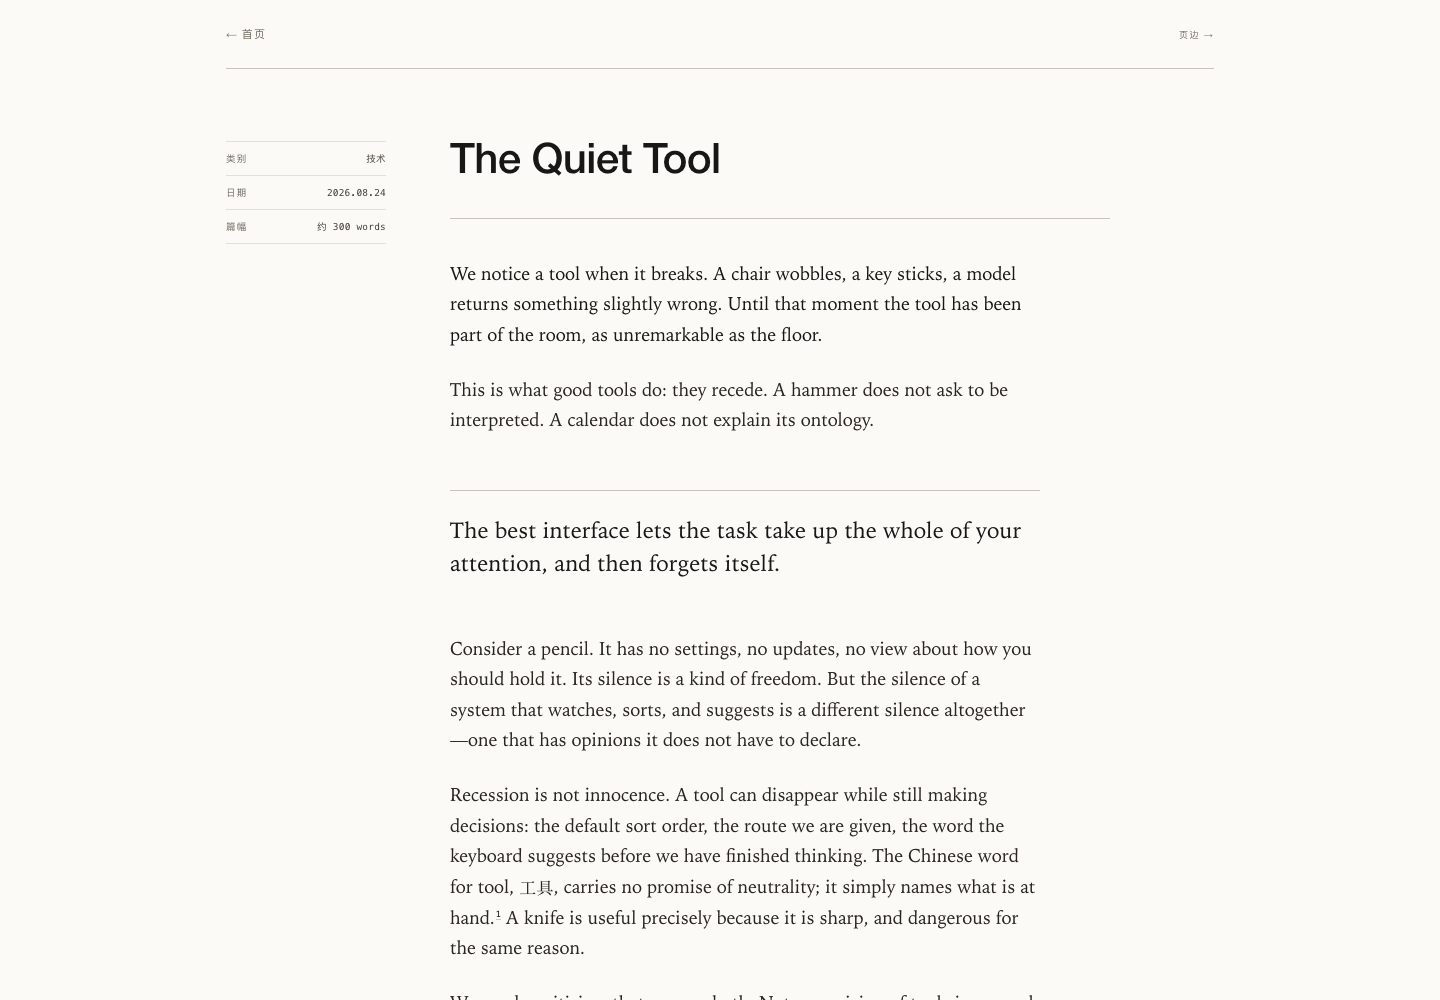 ← 首页
页边 →
类别 技术
日期 2026.08.24
篇幅 约 300 words
The Quiet Tool
We notice a tool when it breaks. A chair wobbles, a key sticks, a model
returns something slightly wrong. Until that moment the tool has been
part of the room, as unremarkable as the floor.
This is what good tools do: they recede. A hammer does not ask to be
interpreted. A calendar does not explain its ontology.
The best interface lets the task take up the whole of your
attention, and then forgets itself.
Consider a pencil. It has no settings, no updates, no view about how you
should hold it. Its silence is a kind of freedom. But the silence of a
system that watches, sorts, and suggests is a different silence altogether
—one that has opinions it does not have to declare.
Recession is not innocence. A tool can disappear while still making
decisions: the default sort order, the route we are given, the word the
keyboard suggests before we have finished thinking. The Chinese word
for tool, 工具, carries no promise of neutrality; it simply names what is at
hand.¹ A knife is useful precisely because it is sharp, and dangerous for
the same reason.